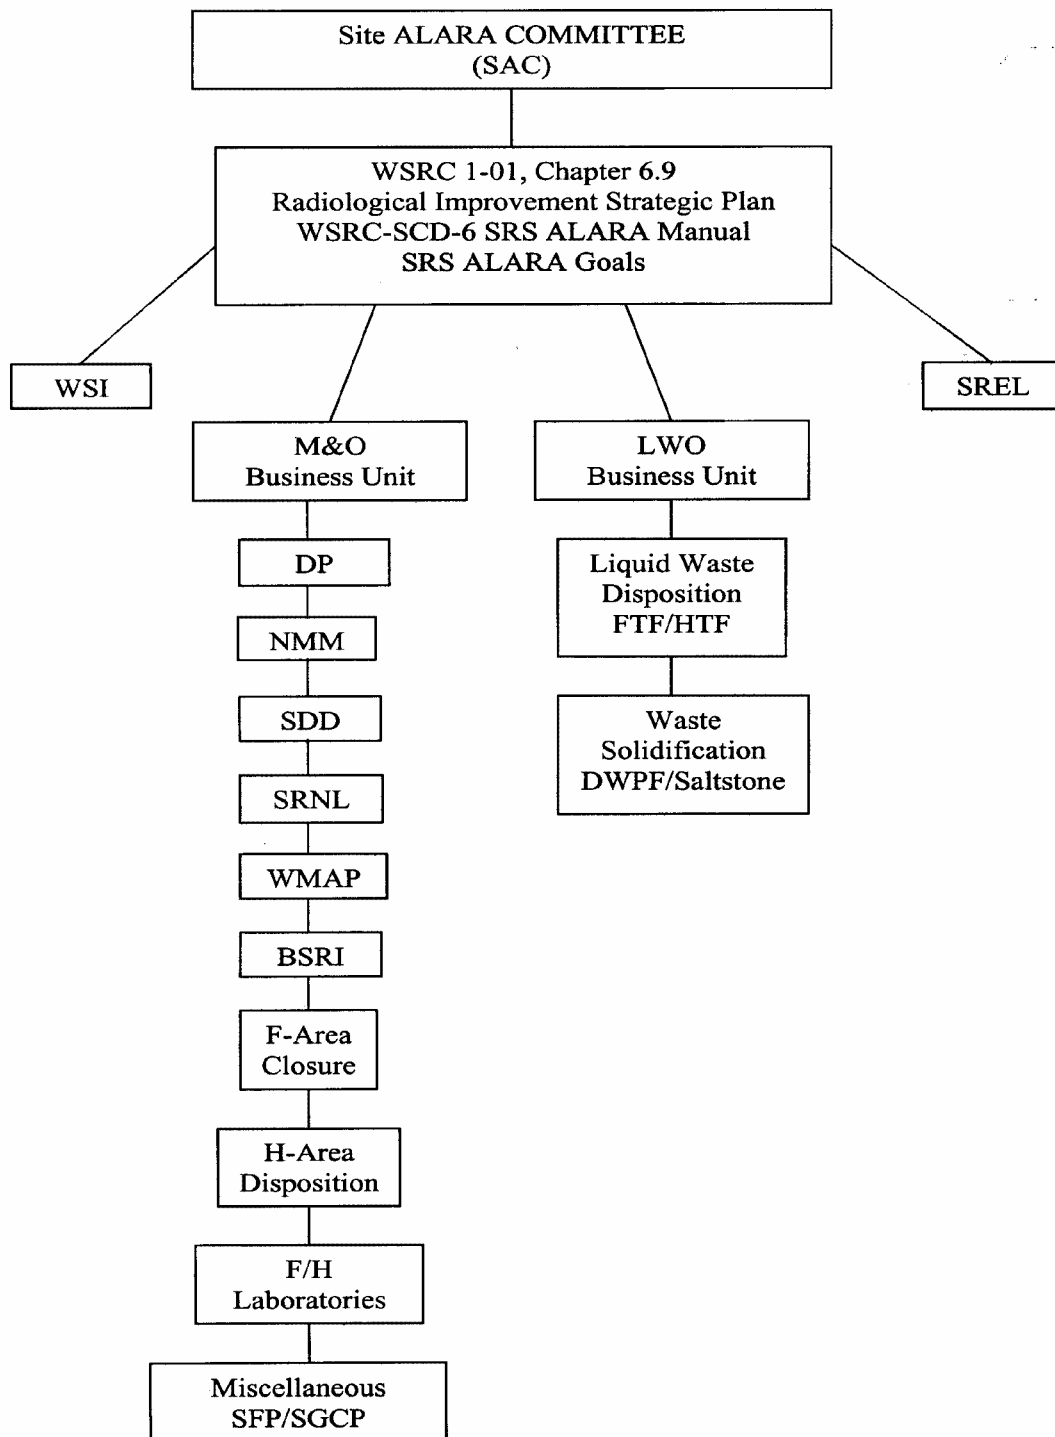 Site ALARA COMMITTEE
(SAC)
WSRC 1-01, Chapter 6.9
Radiological Improvement Strategic Plan
WSRC-SCD-6 SRS ALARA Manual
SRS ALARA Goals
WSI
SREL
M&O
Business Unit
LWO
Business Unit
DP
NMM
SDD
SRNL
WMAP
BSRI
F-Area
Closure
H-Area
Disposition
F/H
Laboratories
Miscellaneous
SFP/SGCP
Liquid Waste
Disposition
FTF/HTF
Waste
Solidification
DWPF/Saltstone